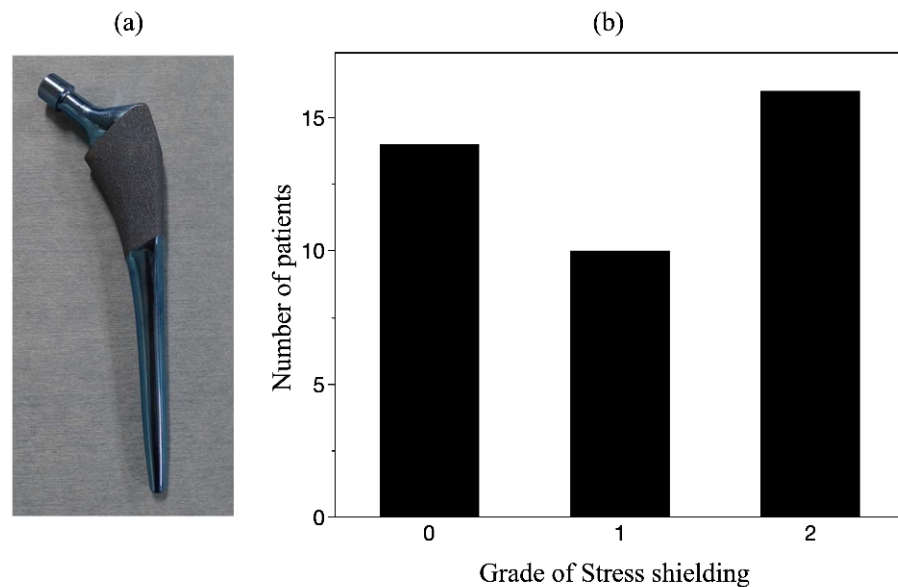 (a)
(b)
15
10
5
0
Number of patients
0 1 2
Grade of Stress shielding